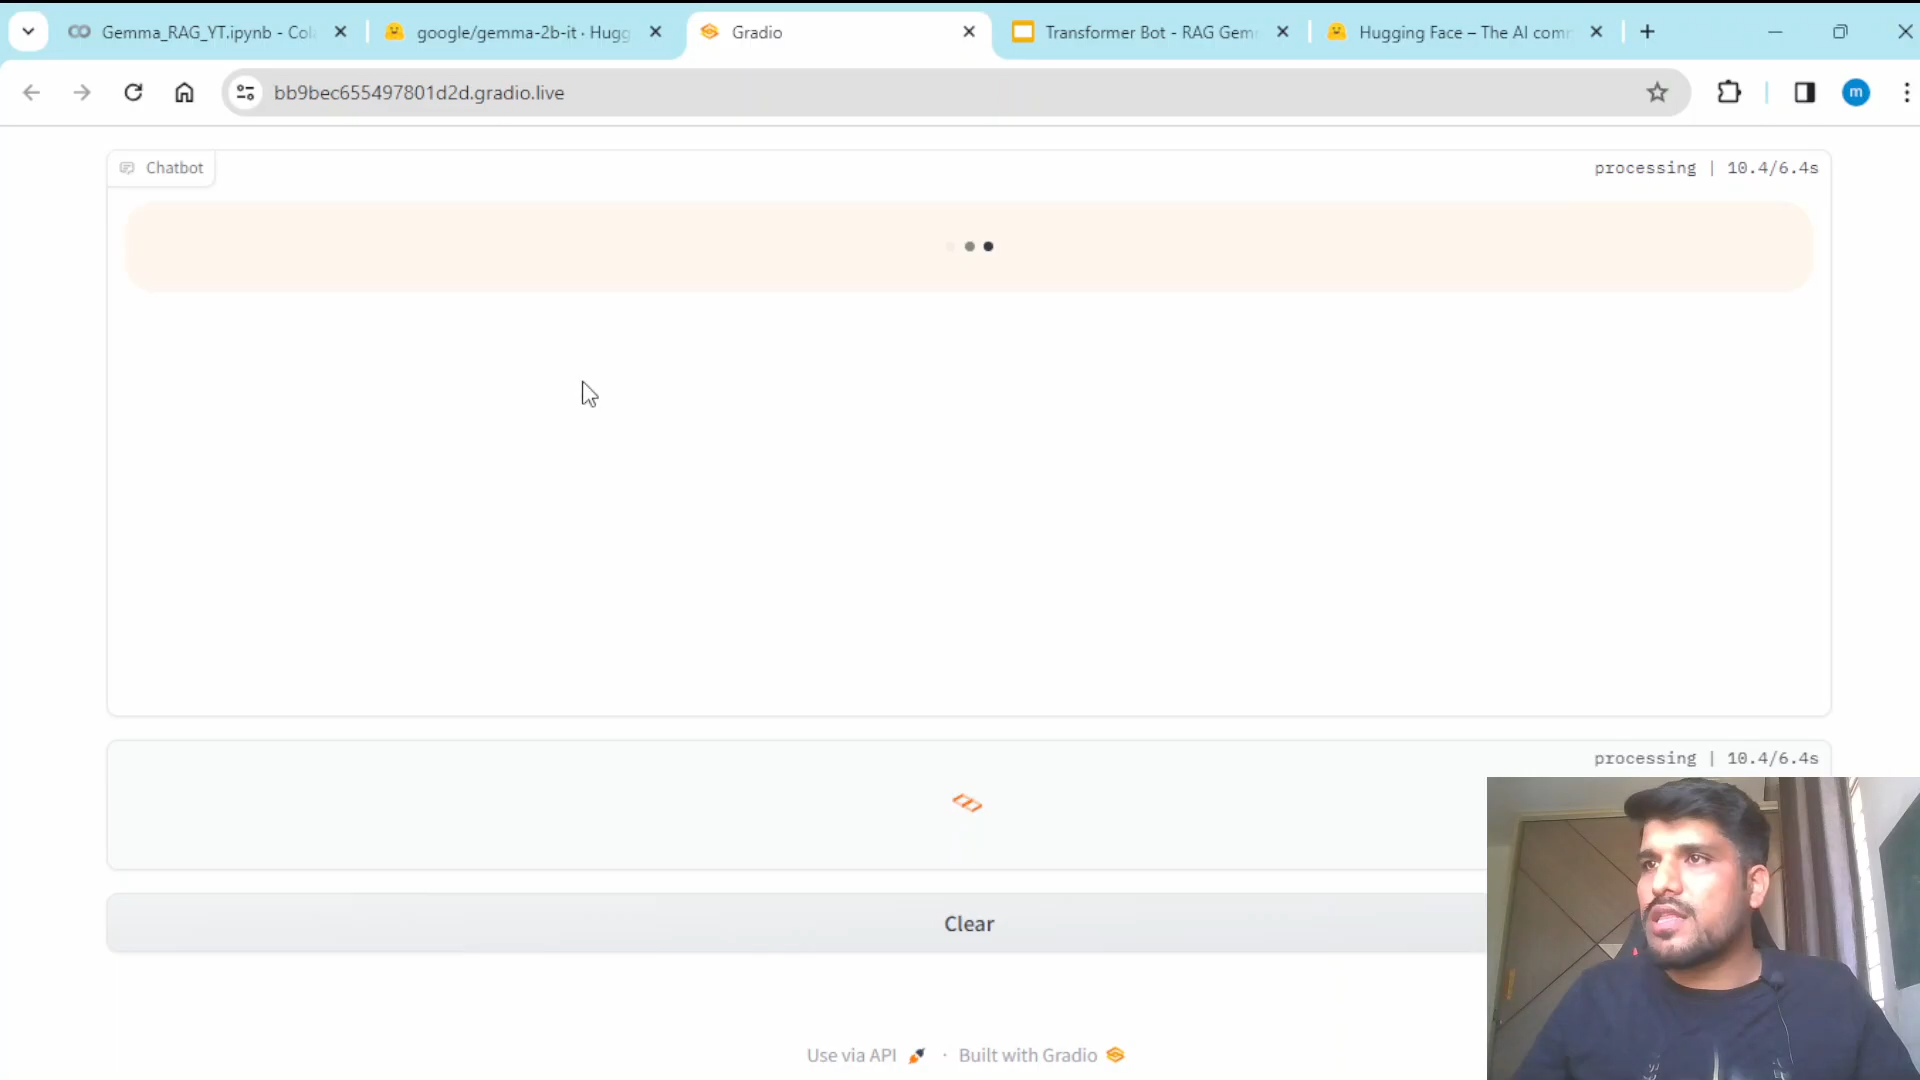 Gemma_RAG_YT.ipynb - Col
google/gemma-2b-it · Hugg
Gradio
Transformer Bot - RAG Gem
Hugging Face – The AI com
bb9bec655497801d2d.gradio.live
m
Chatbot
processing | 10.4/6.4s
processing | 10.4/6.4s
Clear
Use via API · Built with Gradio